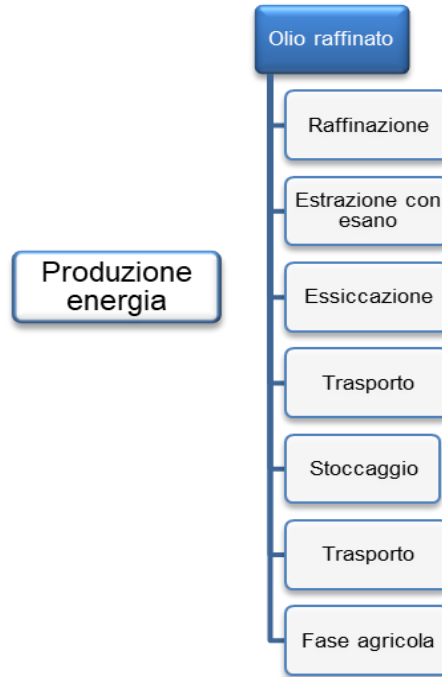 Olio raffinato
Raffinazione
Estrazione con
esano
Produzione
energia
Essiccazione
Trasporto
Stoccaggio
Trasporto
Fase agricola